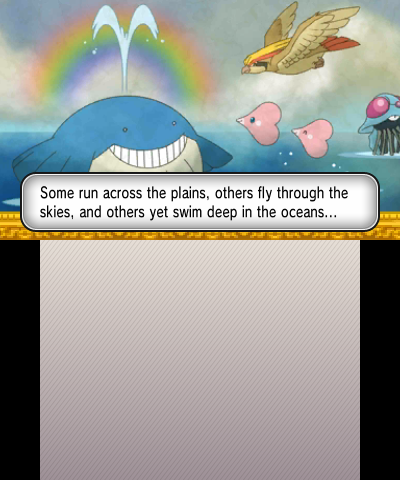 Some run across the plains, others fly through the
skies, and others yet swim deep in the oceans...